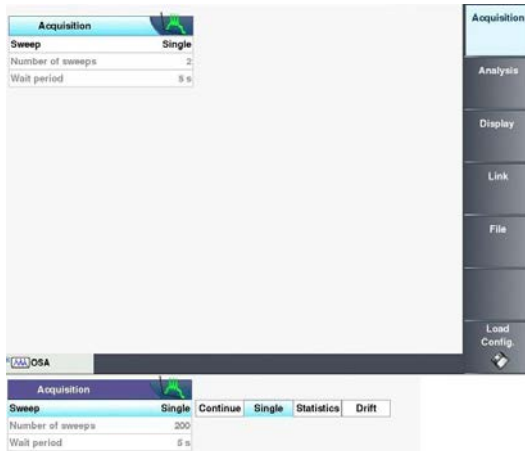 Acquisition
Sweep Single
Number of sweeps 2
Wait period 5 s
Acquisition
Analysis
Display
Link
File
Load
Config.
OSA
Acquisition
Sweep Single Continue Single Statistics Drift
Number of sweeps 200
Wait period 5 s